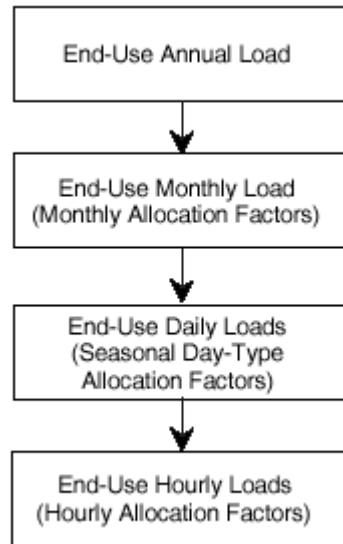 End-Use Annual Load
End-Use Monthly Load
(Monthly Allocation Factors)
End-Use Daily Loads
(Seasonal Day-Type
Allocation Factors)
End-Use Hourly Loads
(Hourly Allocation Factors)